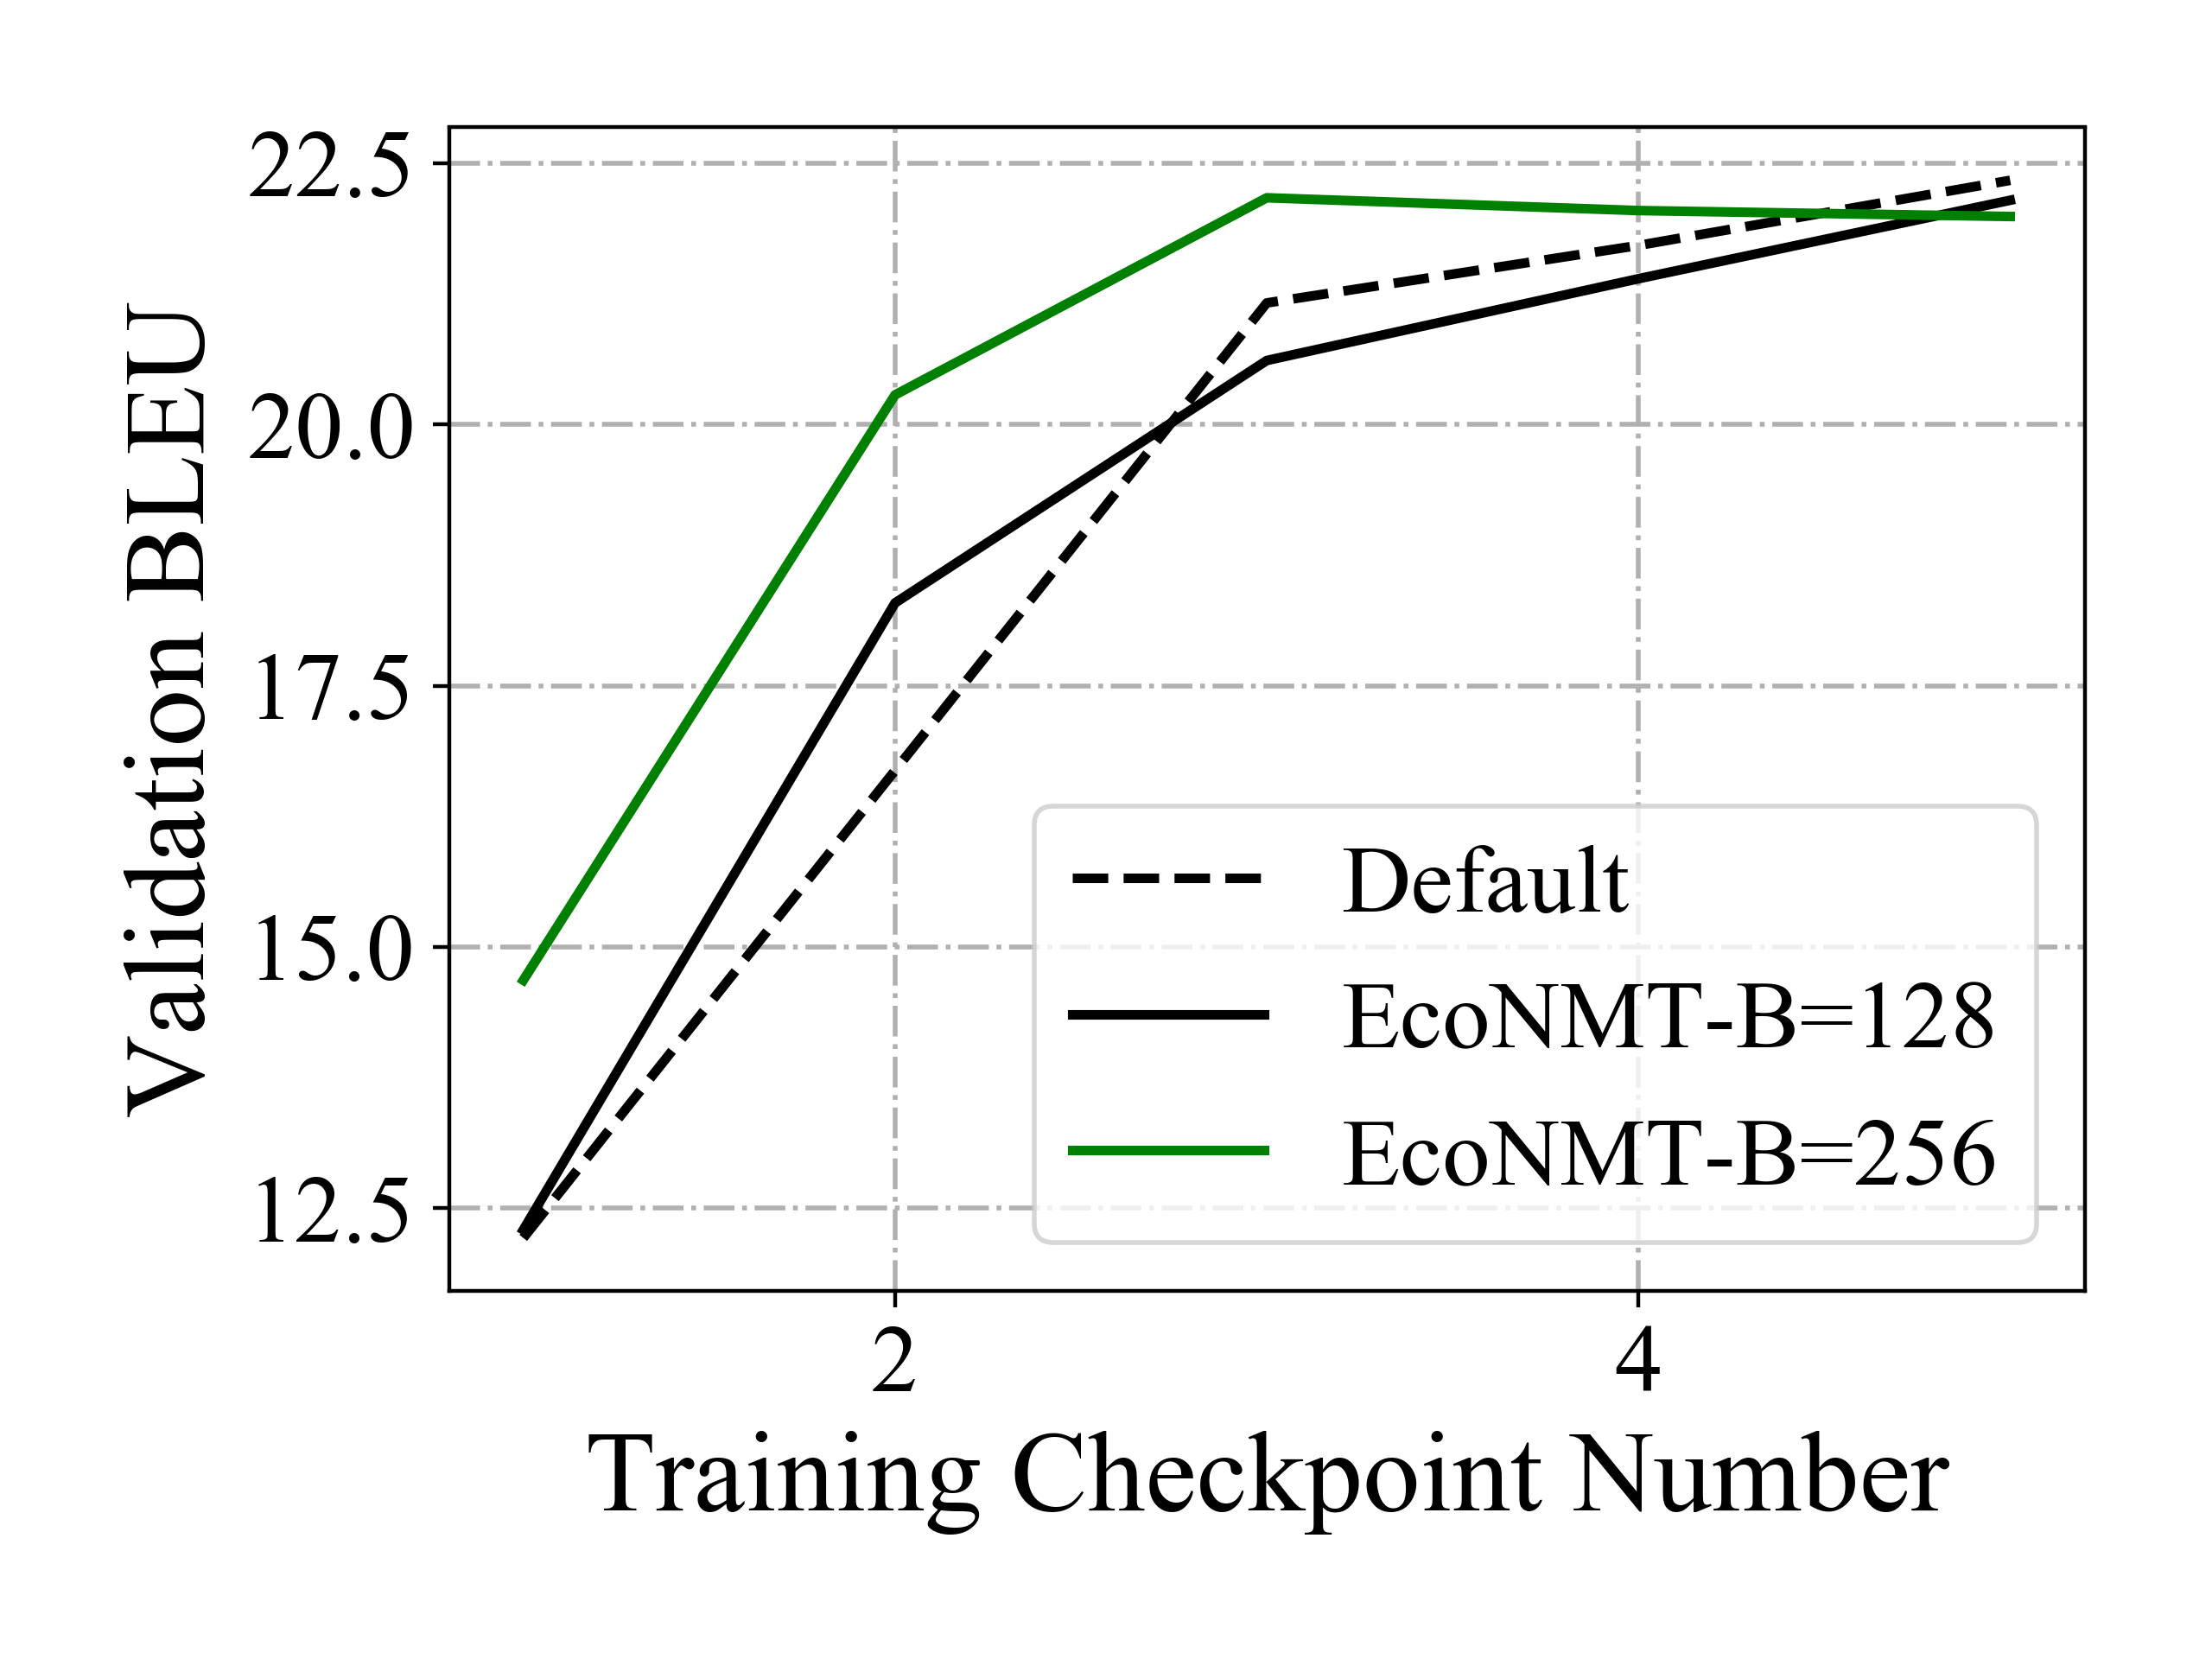 22.5
20.0
17.5
15.0
12.5
Validation BLEU
Default
EcoNMT-B=128
EcoNMT-B=256
2 4
Training Checkpoint Number